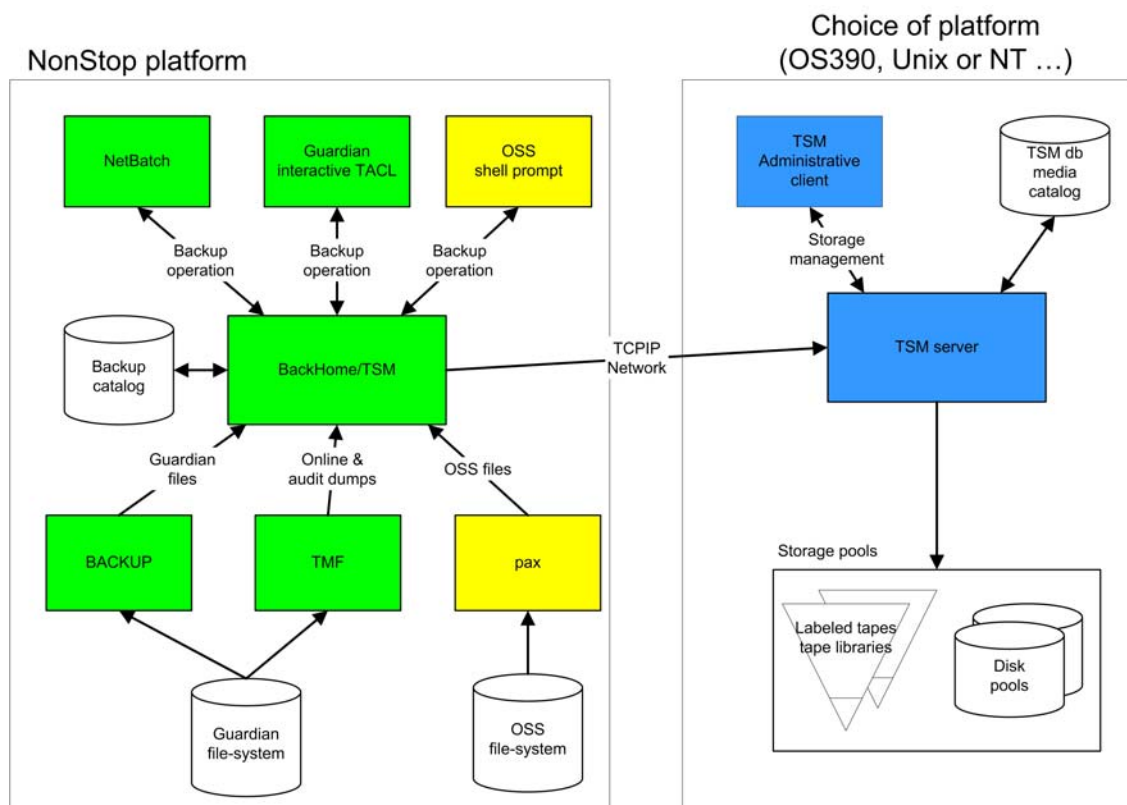 NonStop platform
Choice of platform
(OS390, Unix or NT …)
NetBatch
Guardian
interactive TACL
OSS
shell prompt
TSM
Administrative
client
TSM db
media
catalog
Backup
operation
Backup
operation
Backup
operation
Storage
management
Backup
catalog
BackHome/TSM
TCPIP
Network
TSM server
Guardian
files
Online &
audit dumps
OSS files
BACKUP
TMF
pax
Storage pools
Labeled tapes
tape libraries
Disk
pools
Guardian
file-system
OSS
file-system